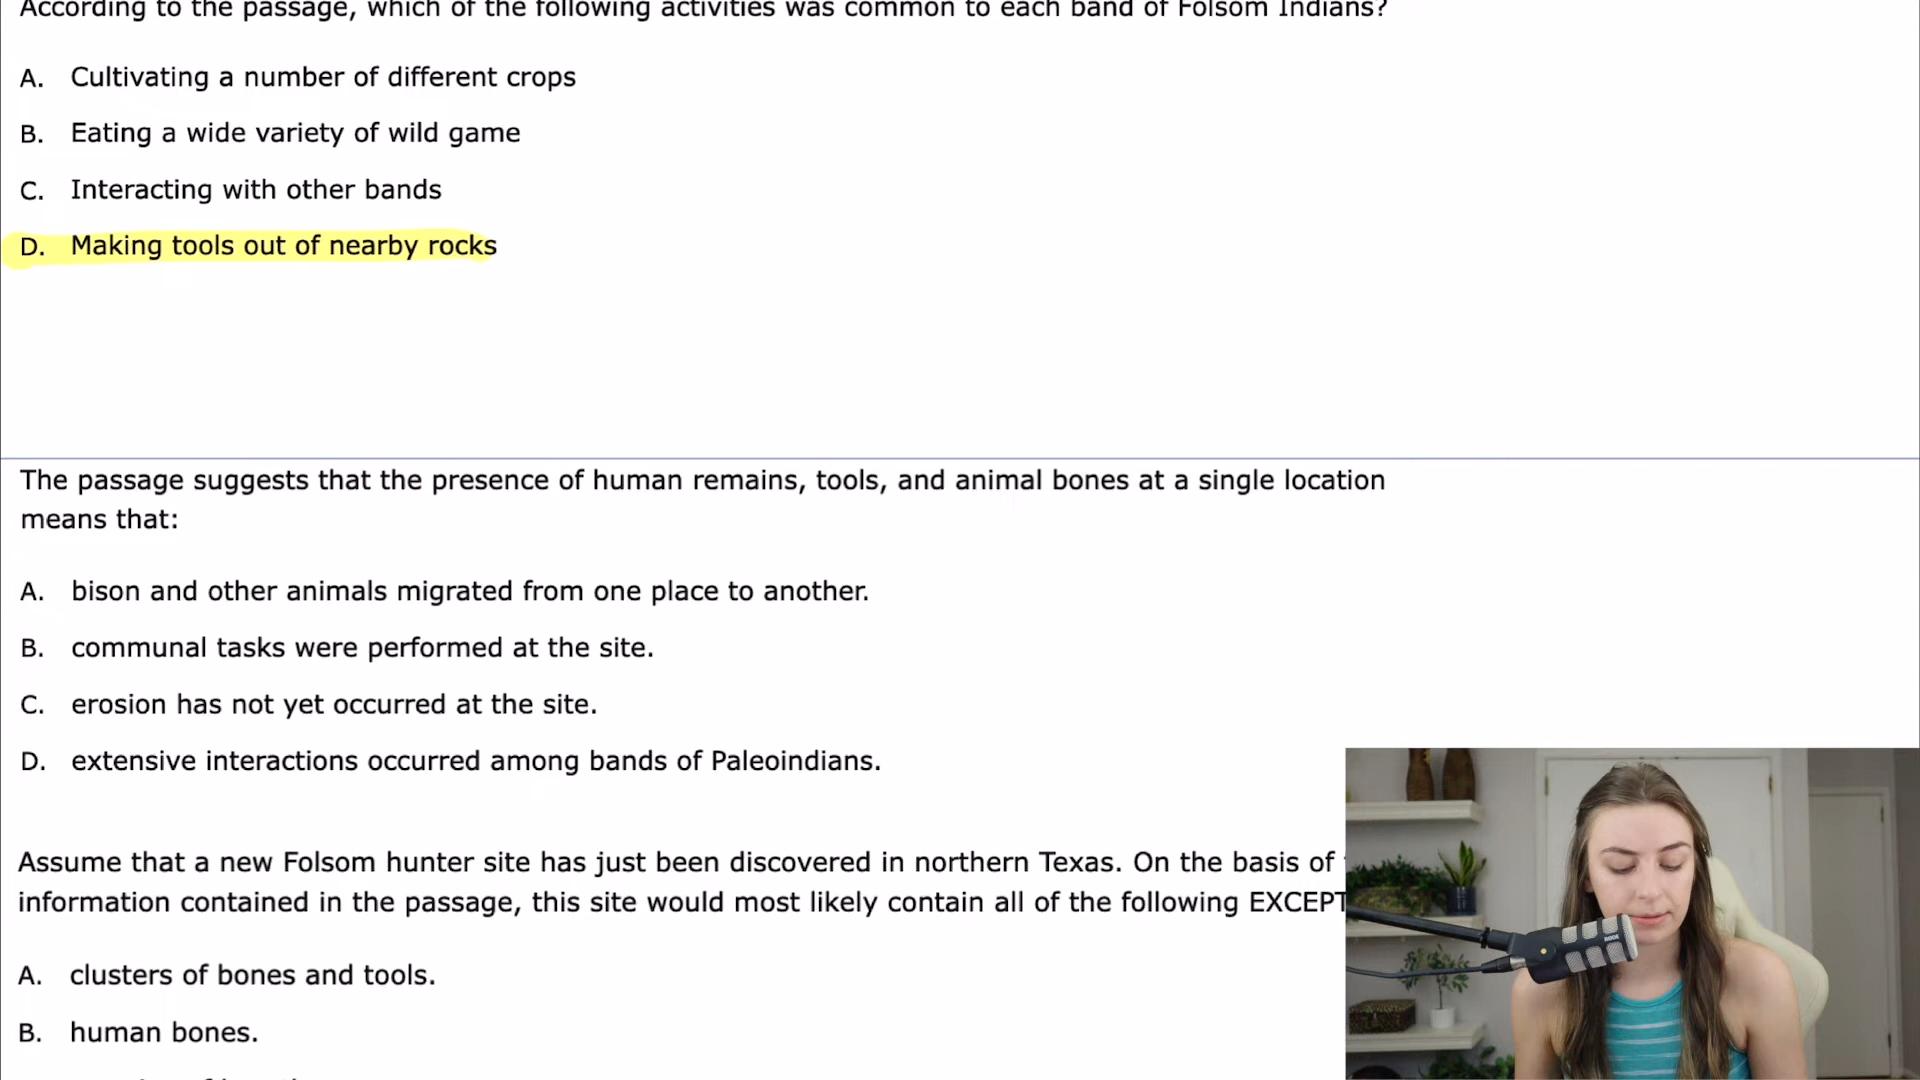 According to the passage, which of the following activities was common to each band of Folsom Indians?
A. Cultivating a number of different crops
B. Eating a wide variety of wild game
C. Interacting with other bands
D. Making tools out of nearby rocks
The passage suggests that the presence of human remains, tools, and animal bones at a single location
means that:
A. bison and other animals migrated from one place to another.
B. communal tasks were performed at the site.
C. erosion has not yet occurred at the site.
D. extensive interactions occurred among bands of Paleoindians.
Assume that a new Folsom hunter site has just been discovered in northern Texas. On the basis of
information contained in the passage, this site would most likely contain all of the following EXCEPT
A. clusters of bones and tools.
B. human bones.
RODE